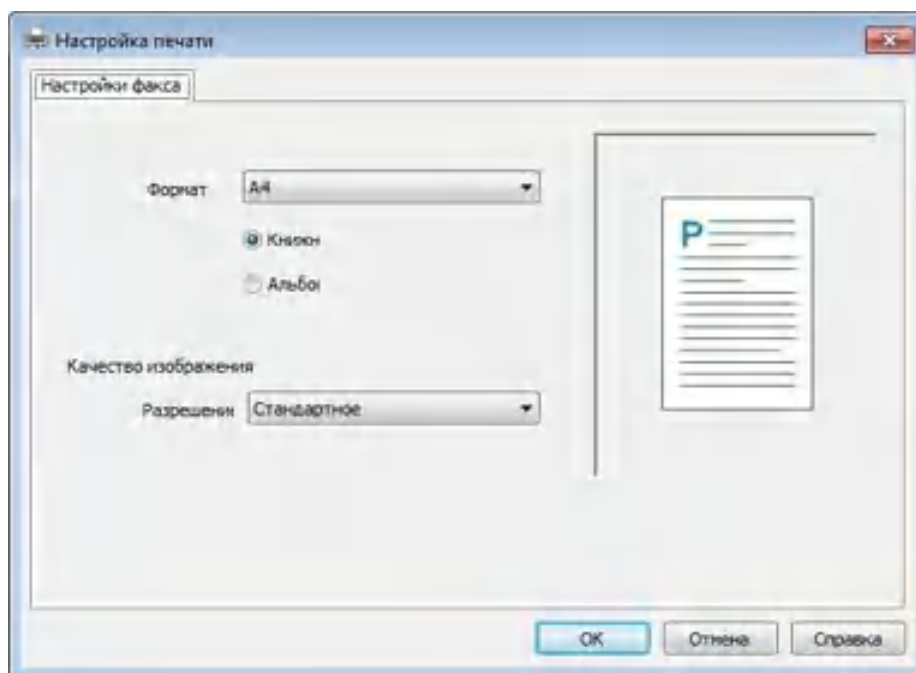 Настройка печати
Настройки факса
Формат A4
Книжн
Альбо
Качество изображения
Разрешени Стандартное
P
OK Отмена Справка